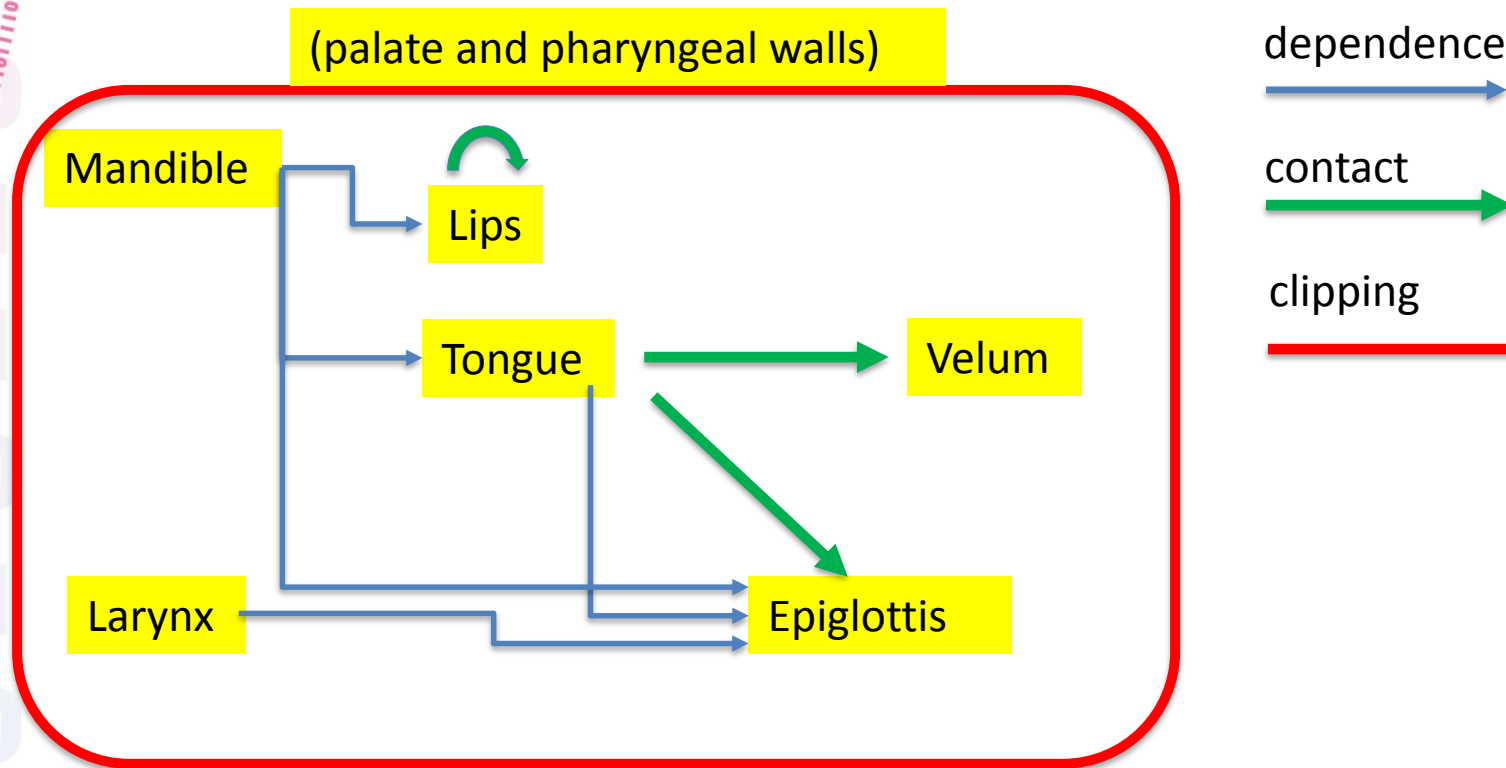 (palate and pharyngeal walls)
dependence
Mandible
contact
Lips
clipping
Tongue
Velum
Larynx
Epiglottis